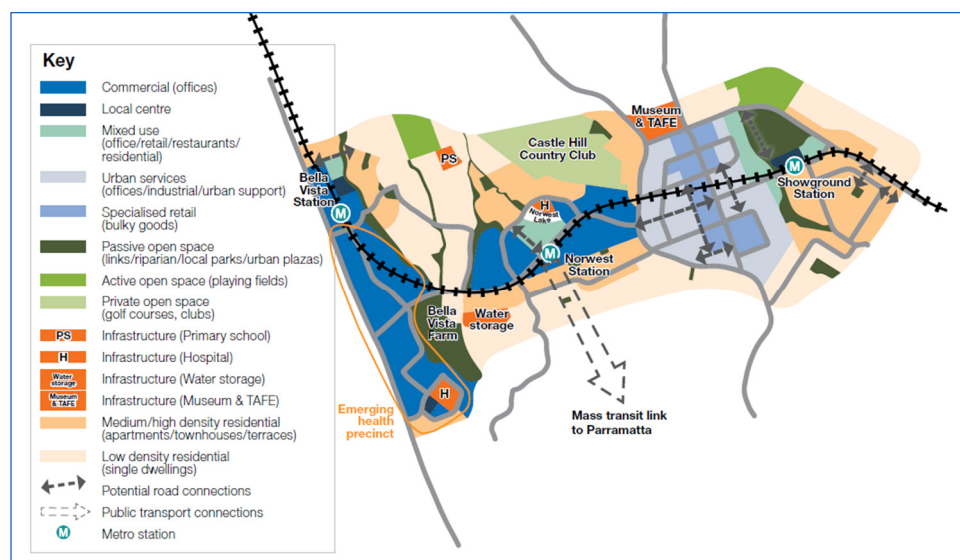 Key
Commercial (offices)
Local centre
Mixed use
(office/retail/restaurants/
residential)
Urban services
(offices/industrial/urban support)
Specialised retail
(bulky goods)
Passive open space
(links/riparian/local parks/urban plazas)
Active open space (playing fields)
Private open space
(golf courses, clubs)
PS Infrastructure (Primary school)
H Infrastructure (Hospital)
Water
storage
Infrastructure (Water storage)
Museum
& TAFE
Infrastructure (Museum & TAFE)
Medium/high density residential
(apartments/townhouses/terraces)
Low density residential
(single dwellings)
Potential road connections
Public transport connections
M Metro station
Bella
Vista
Station
M
PS
Castle Hill
Country Club
Museum
& TAFE
H
Norwest
Lake
M
Norwest
Station
M
Showground
Station
Bella
Vista
Farm
Water
storage
H
Emerging
health
precinct
Mass transit link
to Parramatta